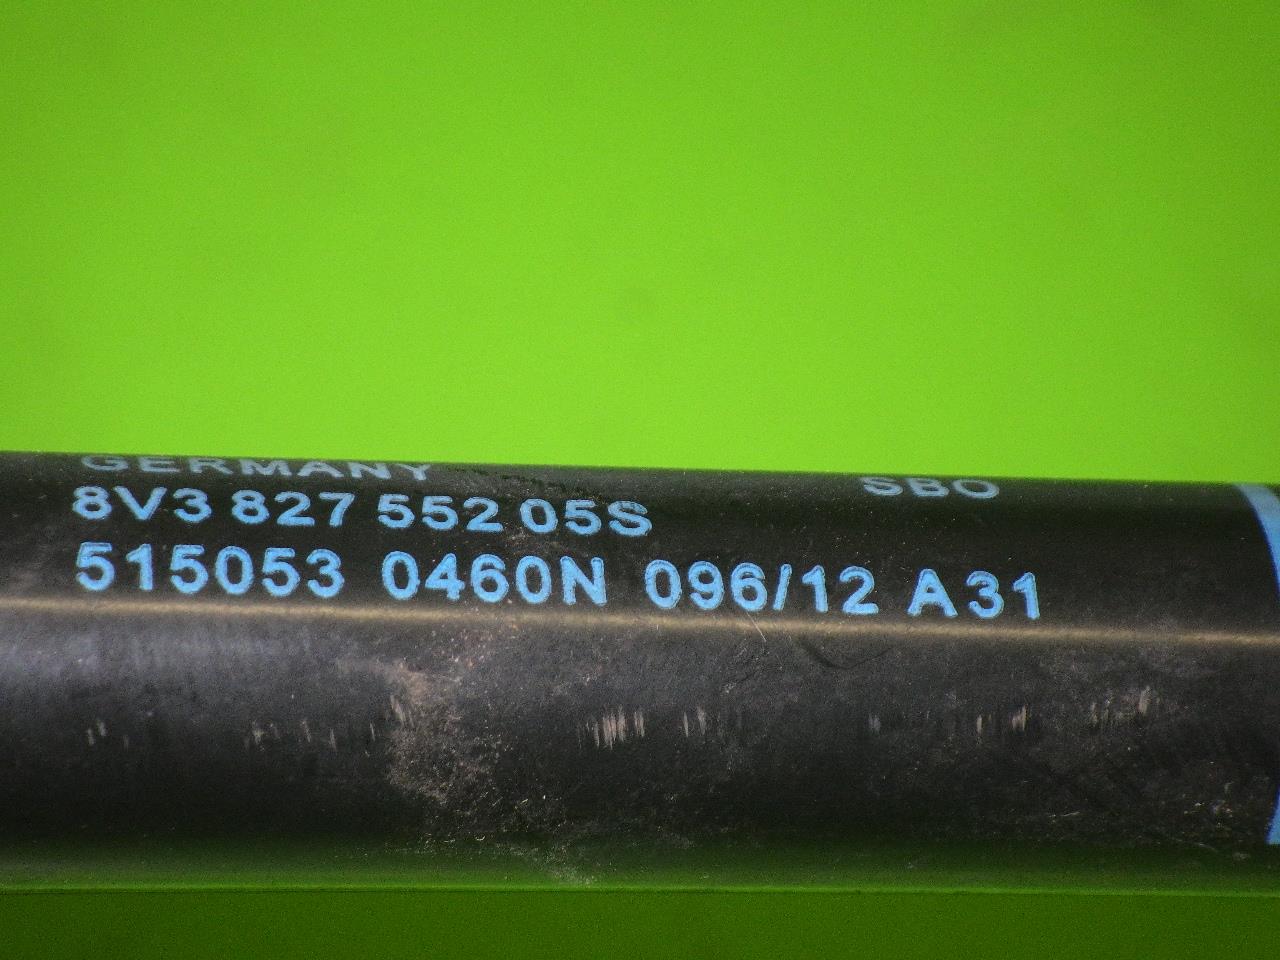 GERMANY SBO
8V3 827 552 05S
515053 0460N 096/12 A31